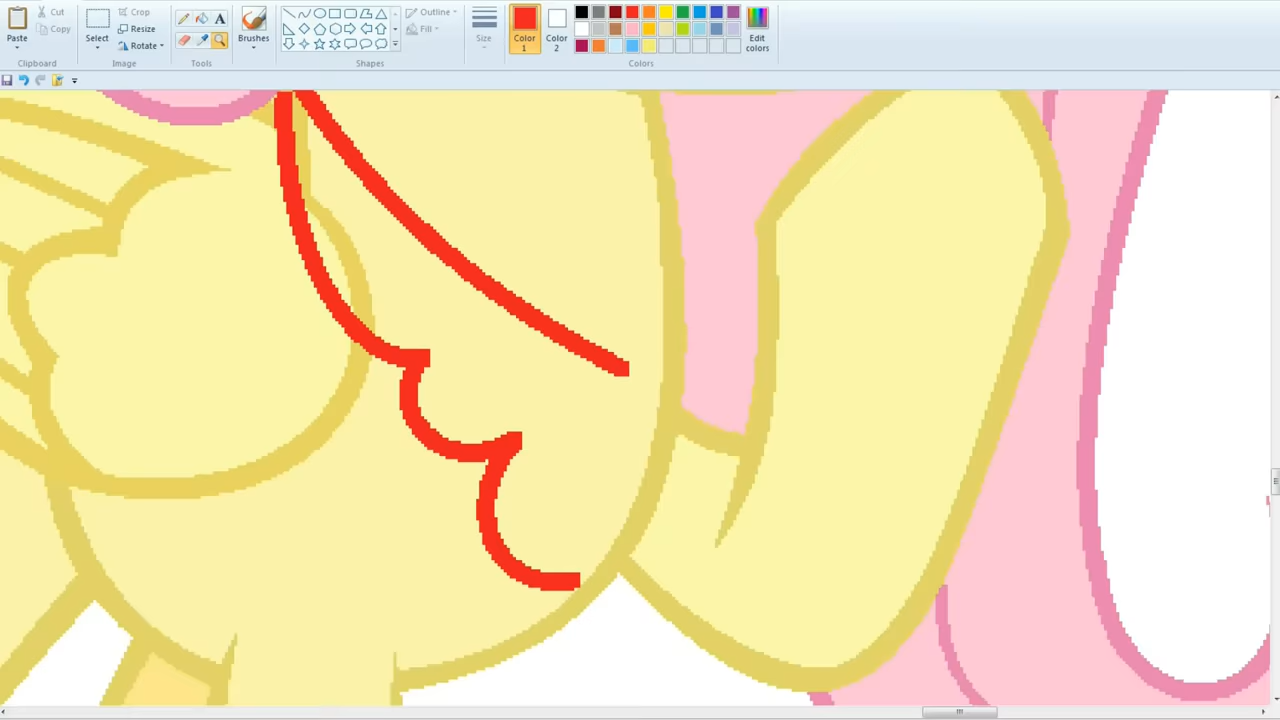 Cut
Copy
Paste
Clipboard
Select
Crop
Resize
Rotate
Image
A
Tools
Brushes
Shapes
Outline
Fill
Size
Color 1
Color 2
Edit colors
Colors